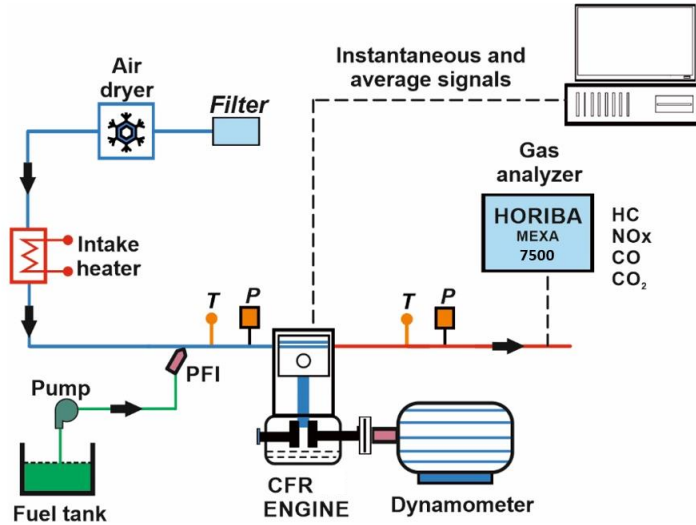 Instantaneous and
average signals
Air
dryer
Filter
Gas
analyzer
HORIBA
MEXA
7500
HC
NOx
CO
CO₂
Intake
heater
T
P
T
P
PFI
Pump
Fuel tank
CFR
ENGINE
Dynamometer